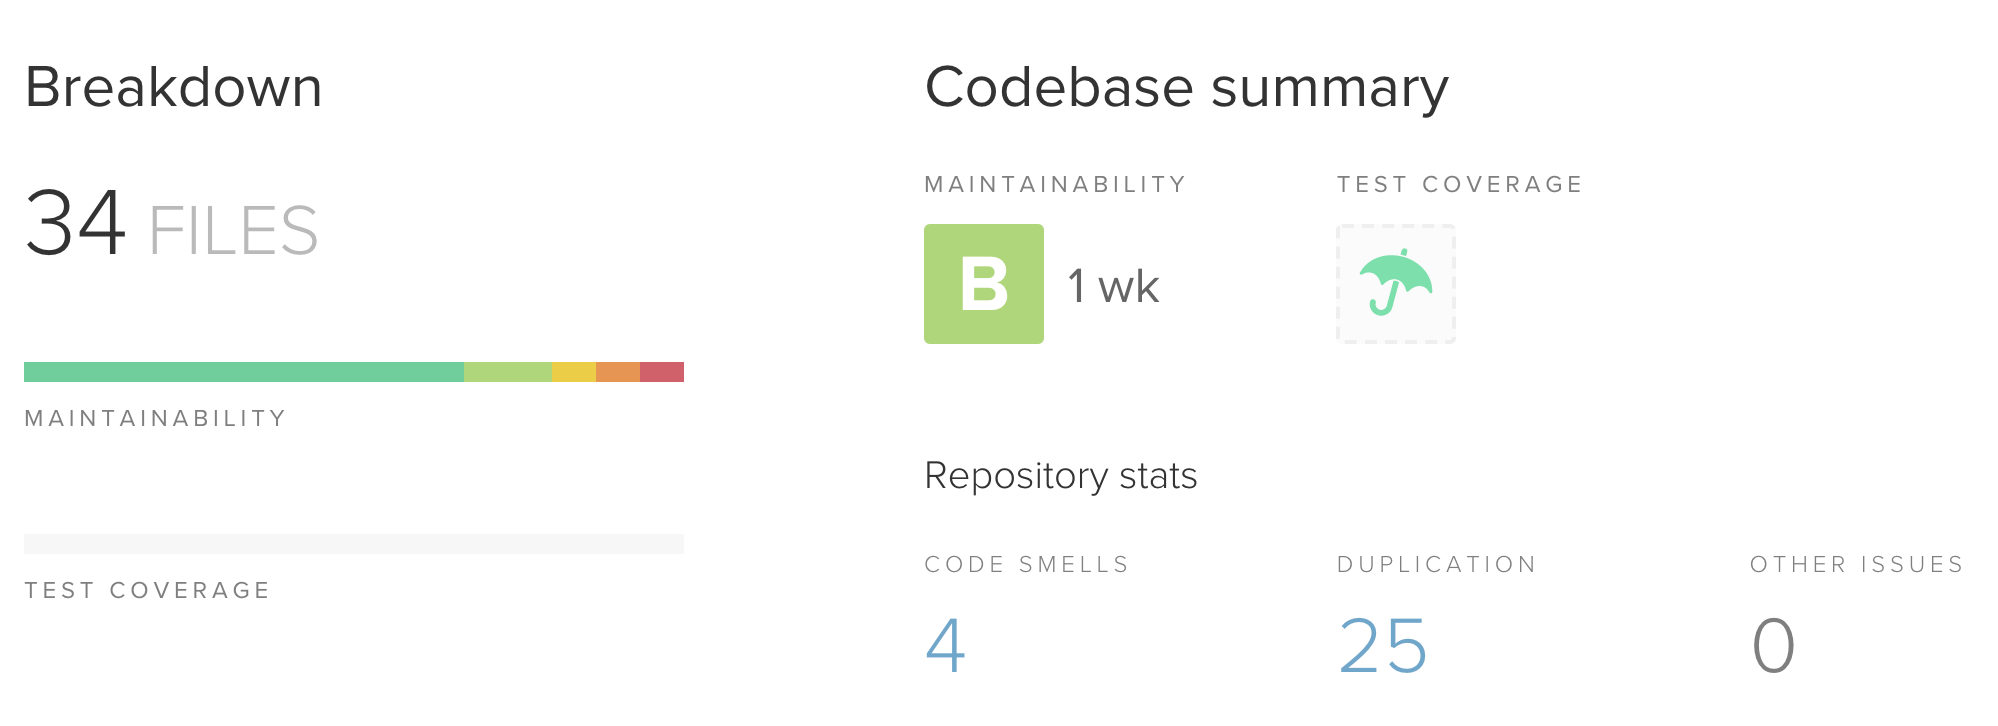 Breakdown
34 FILES
MAINTAINABILITY
TEST COVERAGE
Codebase summary
MAINTAINABILITY
B 1 wk
TEST COVERAGE
Repository stats
CODE SMELLS
4
DUPLICATION
25
OTHER ISSUES
0